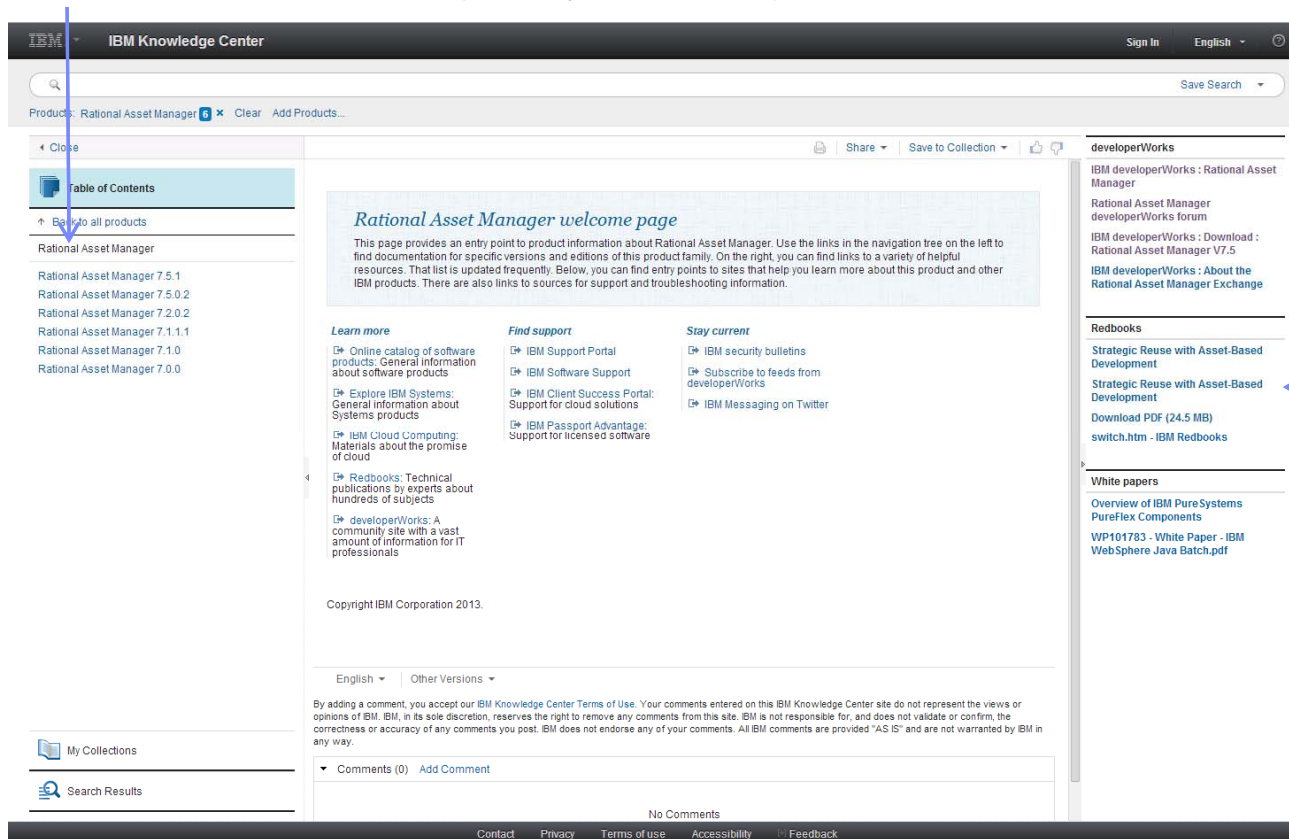 IBM IBM Knowledge Center Sign In English
Save Search
Products: Rational Asset Manager 6 × Clear Add Products...
Close
Share Save to Collection
Table of Contents
Back to all products
Rational Asset Manager
Rational Asset Manager 7.5.1
Rational Asset Manager 7.5.0.2
Rational Asset Manager 7.2.0.2
Rational Asset Manager 7.1.1.1
Rational Asset Manager 7.1.0
Rational Asset Manager 7.0.0
My Collections
Search Results
Rational Asset Manager welcome page
This page provides an entry point to product information about Rational Asset Manager. Use the links in the navigation tree on the left to
find documentation for specific versions and editions of this product family. On the right, you can find links to a variety of helpful
resources. That list is updated frequently. Below, you can find entry points to sites that help you learn more about this product and other
IBM products. There are also links to sources for support and troubleshooting information.
Learn more
Online catalog of software
products: General information
about software products
Explore IBM Systems:
General information about
Systems products
IBM Cloud Computing:
Materials about the promise
of cloud
Redbooks: Technical
publications by experts about
hundreds of subjects
developerWorks: A
community site with a vast
amount of information for IT
professionals
Find support
IBM Support Portal
IBM Software Support
IBM Client Success Portal:
Support for cloud solutions
IBM Passport Advantage:
Support for licensed software
Stay current
IBM security bulletins
Subscribe to feeds from
developerWorks
IBM Messaging on Twitter
Copyright IBM Corporation 2013.
English Other Versions
By adding a comment, you accept our IBM Knowledge Center Terms of Use. Your comments entered on this IBM Knowledge Center site do not represent the views or
opinions of IBM. IBM, in its sole discretion, reserves the right to remove any comments from this site. IBM is not responsible for, and does not validate or confirm, the
correctness or accuracy of any comments you post. IBM does not endorse any of your comments. All IBM comments are provided "AS IS" and are not warranted by IBM in
any way.
Comments (0) Add Comment
No Comments
developerWorks
IBM developerWorks : Rational Asset
Manager
Rational Asset Manager
developerWorks forum
IBM developerWorks : Download :
Rational Asset Manager V7.5
IBM developerWorks : About the
Rational Asset Manager Exchange
Redbooks
Strategic Reuse with Asset-Based
Development
Strategic Reuse with Asset-Based
Development
Download PDF (24.5 MB)
switch.htm - IBM Redbooks
White papers
Overview of IBM PureSystems
PureFlex Components
WP101783 - White Paper - IBM
WebSphere Java Batch.pdf
Contact Privacy Terms of use Accessibility Feedback